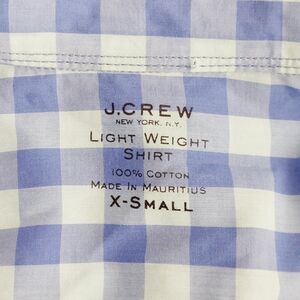 J.CREW
NEW YORK. N.Y.
LIGHT WEIGHT
SHIRT
100% COTTON
MADE IN MAURITIUS
X-SMALL